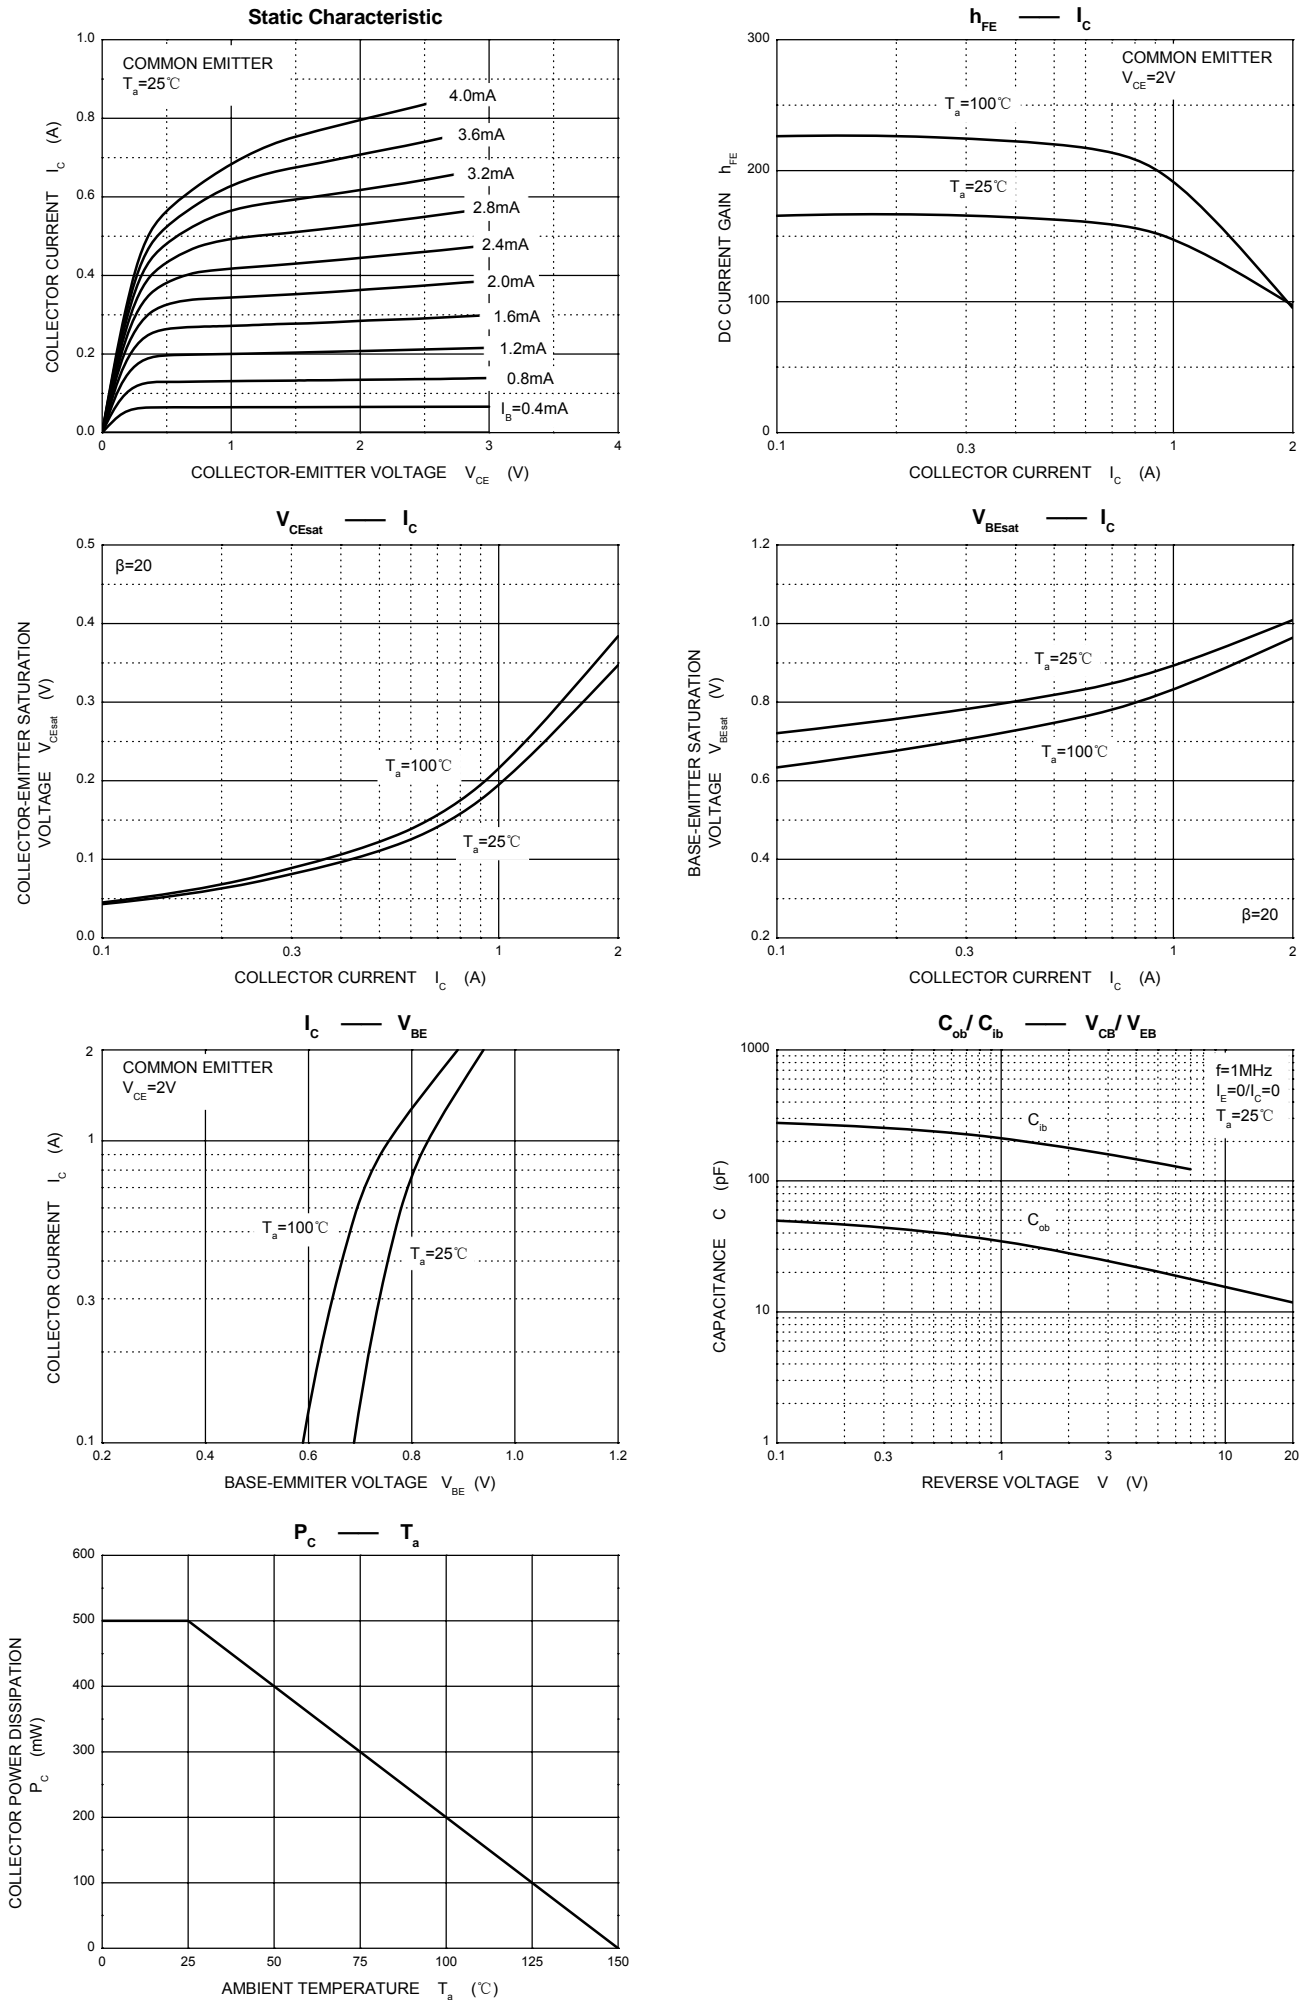 Static Characteristic
COMMON EMITTER
Ta=25℃
4.0mA
3.6mA
3.2mA
2.8mA
2.4mA
2.0mA
1.6mA
1.2mA
0.8mA
IB=0.4mA
1.0
0.8
0.6
0.4
0.2
0.0
0 1 2 3 4
COLLECTOR CURRENT IC (A)
COLLECTOR-EMITTER VOLTAGE VCE (V)
hFE —— IC
COMMON EMITTER
VCE=2V
Ta=100℃
Ta=25℃
300
200
100
0
0.1 0.3 1 2
DC CURRENT GAIN hFE
COLLECTOR CURRENT IC (A)
VCEsat —— IC
β=20
Ta=100℃
Ta=25℃
0.5
0.4
0.3
0.2
0.1
0.0
0.1 0.3 1 2
COLLECTOR-EMITTER SATURATION
VOLTAGE VCEsat (V)
COLLECTOR CURRENT IC (A)
VBEsat —— IC
Ta=25℃
Ta=100℃
β=20
1.2
1.0
0.8
0.6
0.4
0.2
0.1 0.3 1 2
BASE-EMITTER SATURATION
VOLTAGE VBEsat (V)
COLLECTOR CURRENT IC (A)
IC —— VBE
COMMON EMITTER
VCE=2V
Ta=100℃
Ta=25℃
2
1
0.3
0.1
0.2 0.4 0.6 0.8 1.0 1.2
COLLECTOR CURRENT IC (A)
BASE-EMMITER VOLTAGE VBE (V)
Cob/ Cib —— VCB/ VEB
f=1MHz
IE=0/IC=0
Ta=25℃
Cib
Cob
1000
100
10
1
0.1 0.3 1 3 10 20
CAPACITANCE C (pF)
REVERSE VOLTAGE V (V)
PC —— Ta
600
500
400
300
200
100
0
0 25 50 75 100 125 150
COLLECTOR POWER DISSIPATION
PC (mW)
AMBIENT TEMPERATURE Ta (℃)